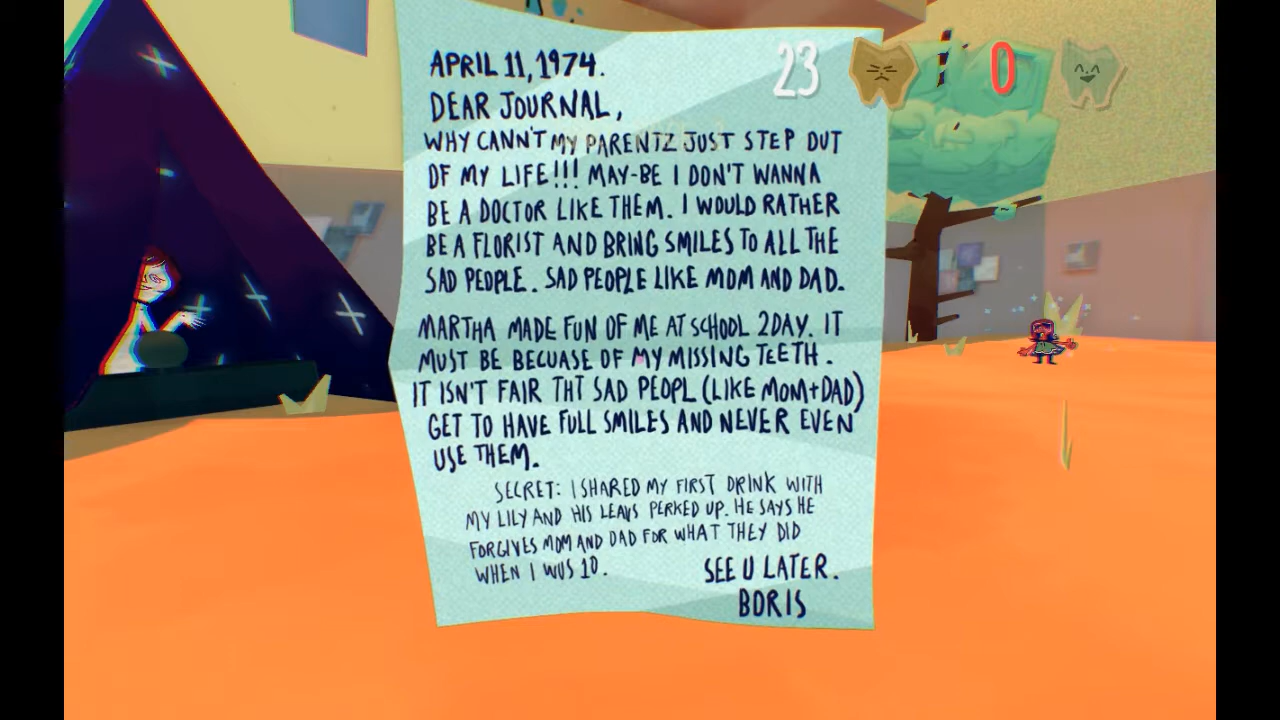 23 : 0
APRIL 11, 1974.
DEAR JOURNAL,
WHY CANN'T MY PARENTZ JUST STEP OUT
OF MY LIFE!!! MAY-BE I DON'T WANNA
BE A DOCTOR LIKE THEM. I WOULD RATHER
BE A FLORIST AND BRING SMILES TO ALL THE
SAD PEOPLE. SAD PEOPLE LIKE MOM AND DAD.
MARTHA MADE FUN OF ME AT SCHOOL 2DAY. IT
MUST BE BECUASE OF MY MISSING TEETH.
IT ISN'T FAIR THT SAD PEOPL (LIKE MOM+DAD)
GET TO HAVE FULL SMILES AND NEVER EVEN
USE THEM.
SECRET: I SHARED MY FIRST DRINK WITH
MY LILY AND HIS LEAVS PERKED UP. HE SAYS HE
FORGIVES MOM AND DAD FOR WHAT THEY DID
WHEN I WUS 10.
SEE U LATER.
BORIS